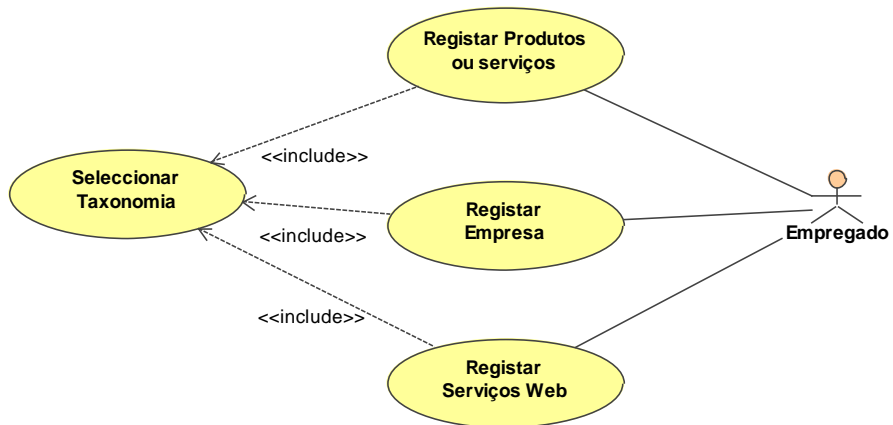 Registar Produtos
ou serviços
<<include>>
Seleccionar
Taxonomia
Registar
Empresa
<<include>>
Empregado
<<include>>
Registar
Serviços Web